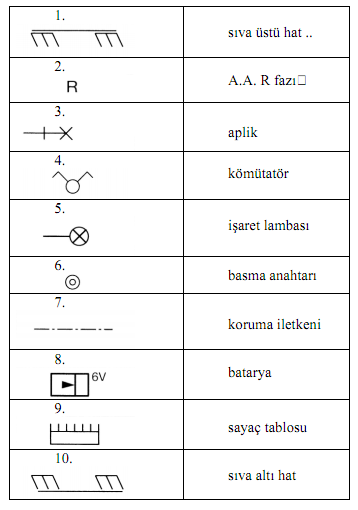 1.
sıva üstü hat ..
2.
R
A.A. R fazı
3.
aplik
4.
kömütatör
5.
işaret lambası
6.
basma anahtarı
7.
koruma iletkeni
8.
6V
batarya
9.
sayaç tablosu
10.
sıva altı hat